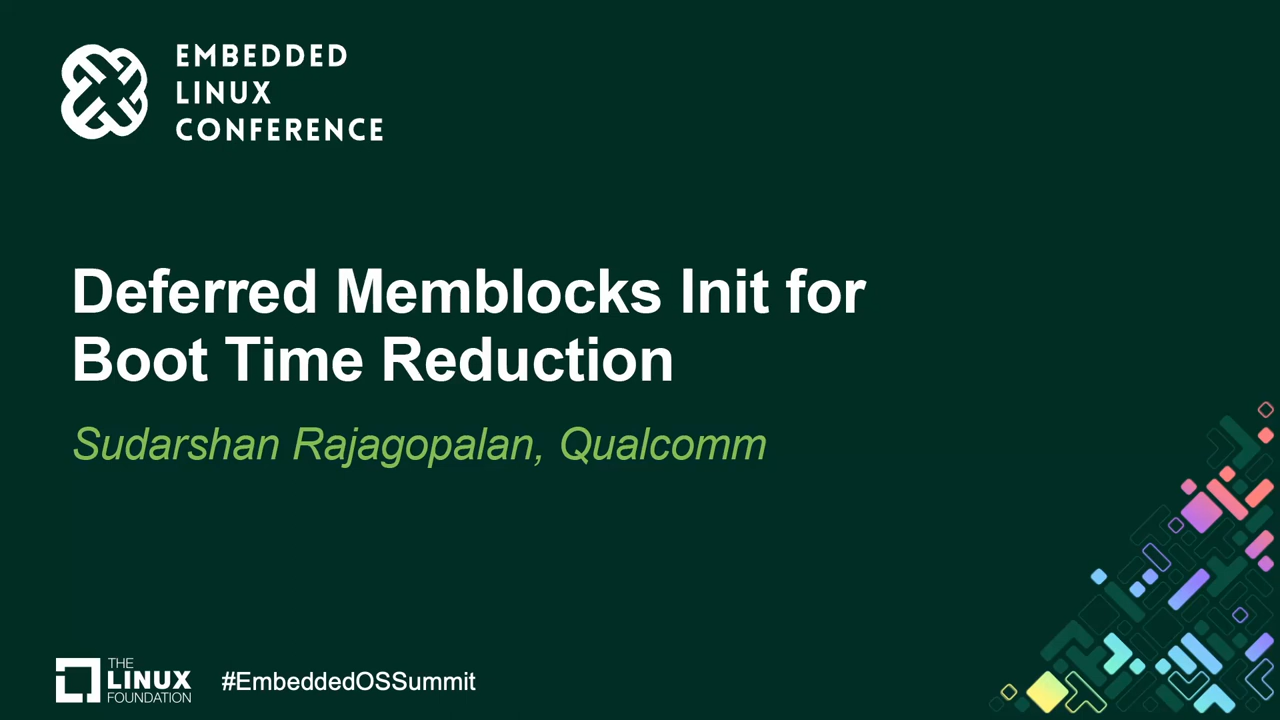 EMBEDDED
LINUX
CONFERENCE
Deferred Memblocks Init for
Boot Time Reduction
Sudarshan Rajagopalan, Qualcomm
THE
LINUX
FOUNDATION
#EmbeddedOSSummit